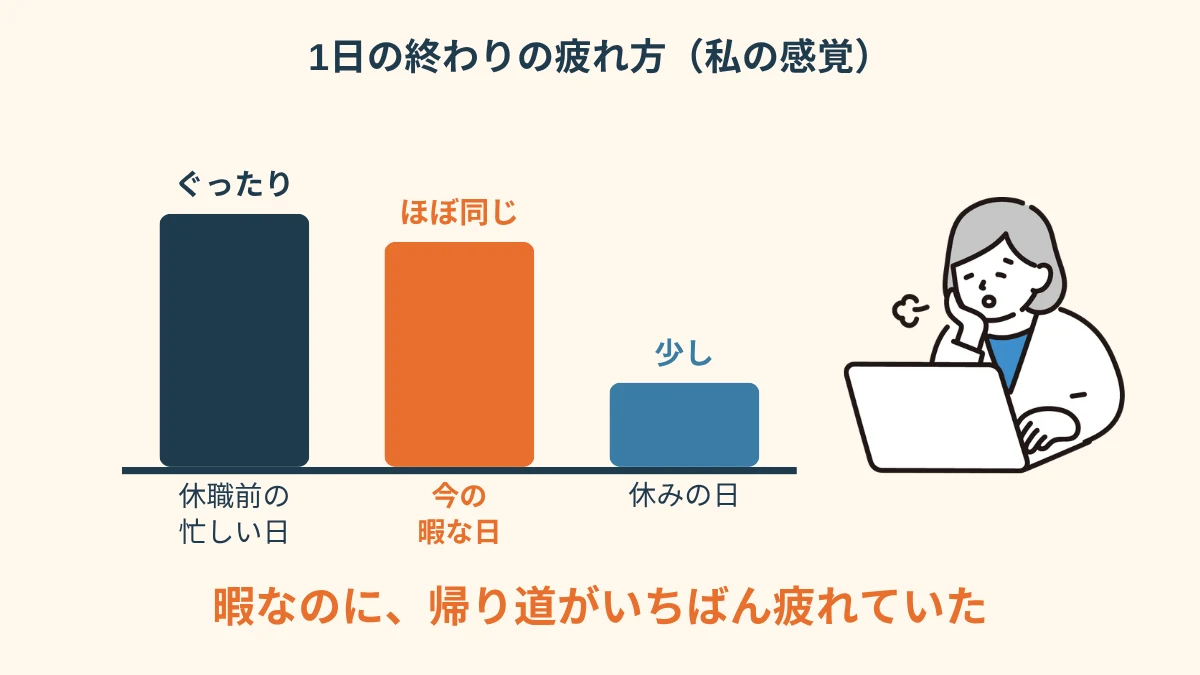 1日の終わりの疲れ方（私の感覚）
ぐったり
ほぼ同じ
少し
休職前の
忙しい日
今の
暇な日
休みの日
暇なのに、帰り道がいちばん疲れていた